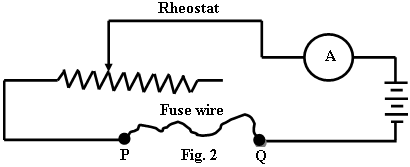 Rheostat
A
Fuse wire
P
Fig. 2
Q